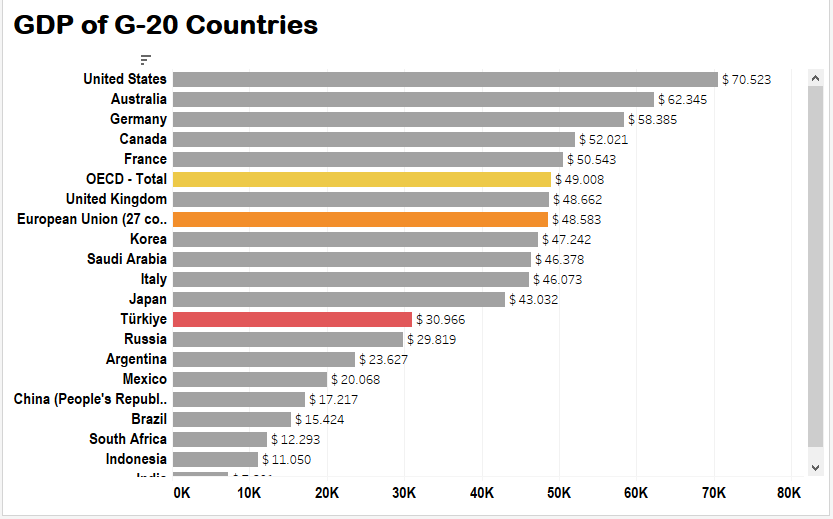 GDP of G-20 Countries
United States $ 70.523
Australia $ 62.345
Germany $ 58.385
Canada $ 52.021
France $ 50.543
OECD - Total $ 49.008
United Kingdom $ 48.662
European Union (27 co.. $ 48.583
Korea $ 47.242
Saudi Arabia $ 46.378
Italy $ 46.073
Japan $ 43.032
Türkiye $ 30.966
Russia $ 29.819
Argentina $ 23.627
Mexico $ 20.068
China (People's Republ.. $ 17.217
Brazil $ 15.424
South Africa $ 12.293
Indonesia $ 11.050
0K 10K 20K 30K 40K 50K 60K 70K 80K